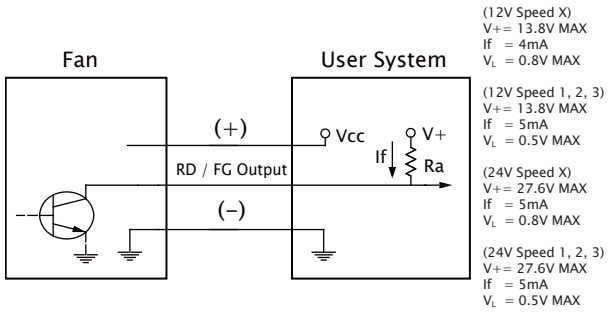 Fan
User System
(+)
Vcc
V+
If
Ra
RD / FG Output
(−)
(12V Speed X)
V+= 13.8V MAX
If = 4mA
VL = 0.8V MAX
(12V Speed 1, 2, 3)
V+= 13.8V MAX
If = 5mA
VL = 0.5V MAX
(24V Speed X)
V+= 27.6V MAX
If = 5mA
VL = 0.8V MAX
(24V Speed 1, 2, 3)
V+= 27.6V MAX
If = 5mA
VL = 0.5V MAX